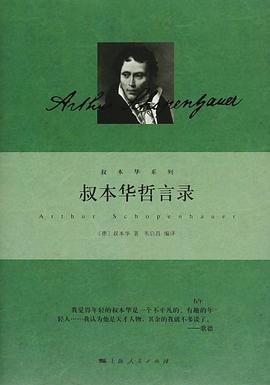 Arthur Schopenhauer
叔本华系列
叔本华哲言录
Arthur Schopenhauer
〔德〕叔本华 著 韦启昌 编译
我觉得年轻的叔本华是一个不平凡的、有趣的年
轻人……我认为他是天才人物，其余的我就不多说了。
——歌德
上海人民出版社